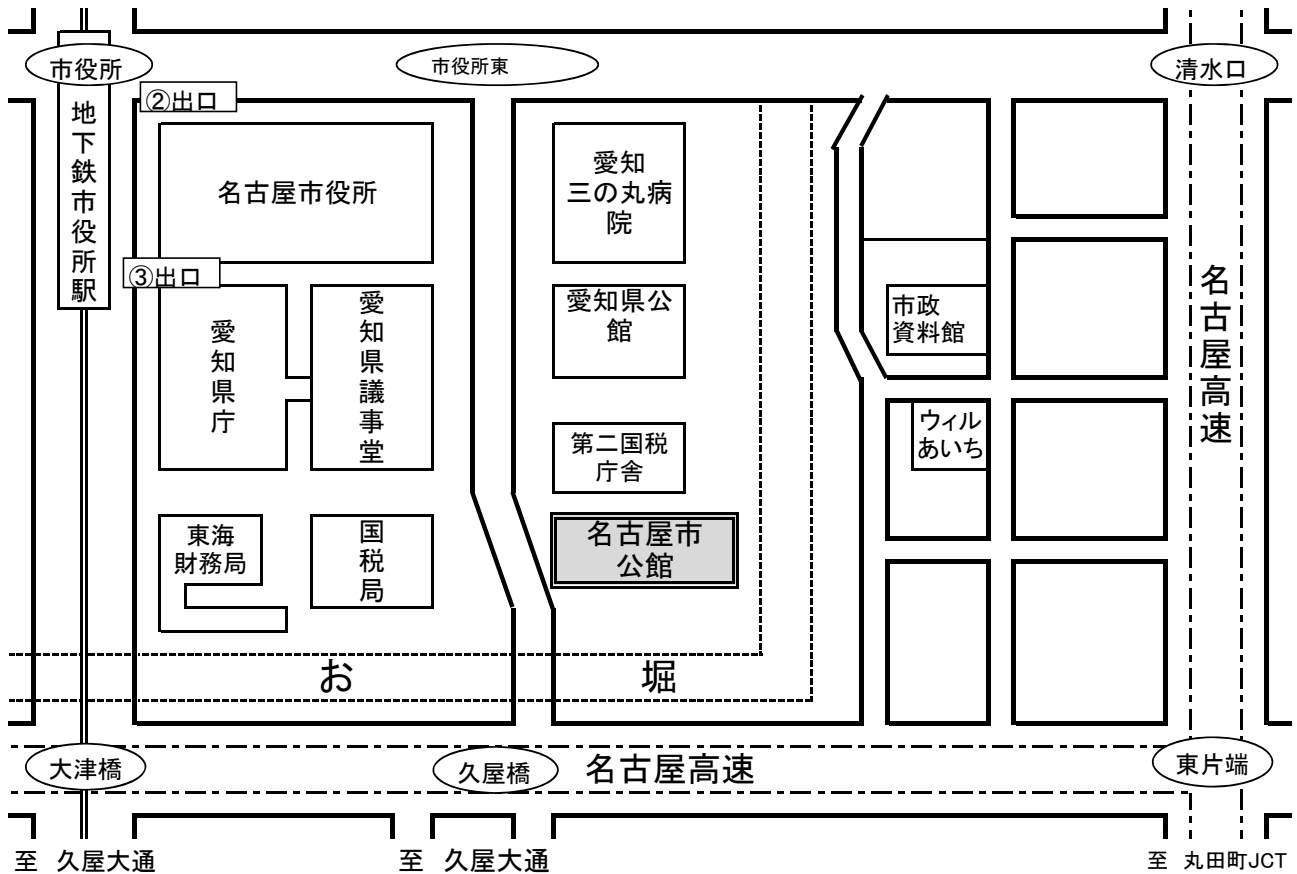 市役所
市役所東
清水口
②出口
地下鉄市役所駅
名古屋市役所
愛知
三の丸病
院
③出口
愛知県庁
愛知県議事堂
愛知県公
館
市政
資料館
名古屋高速
第二国税
庁舎
ウィル
あいち
東海
財務局
国税局
名古屋市
公館
お堀
大津橋
久屋橋
名古屋高速
東片端
至 久屋大通
至 久屋大通
至 丸田町JCT